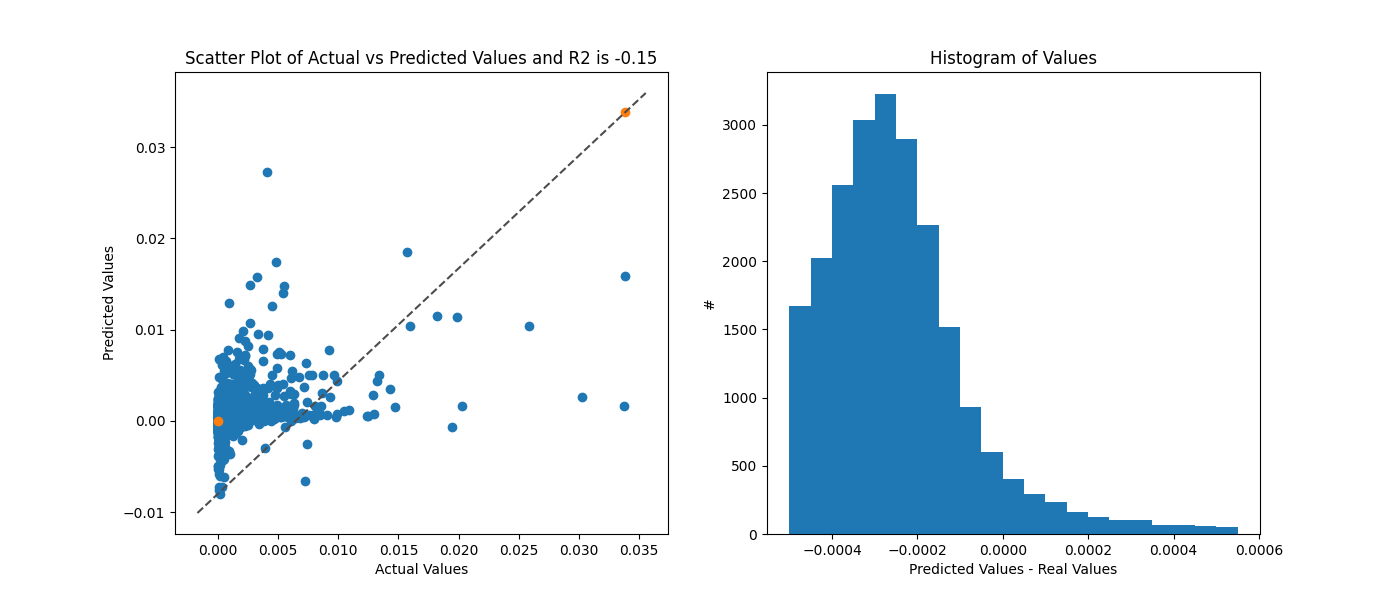 Scatter Plot of Actual vs Predicted Values and R2 is -0.15
Predicted Values
0.03
0.02
0.01
0.00
−0.01
0.000 0.005 0.010 0.015 0.020 0.025 0.030 0.035
Actual Values
Histogram of Values
#
3000
2500
2000
1500
1000
500
0
−0.0004 −0.0002 0.0000 0.0002 0.0004 0.0006
Predicted Values - Real Values